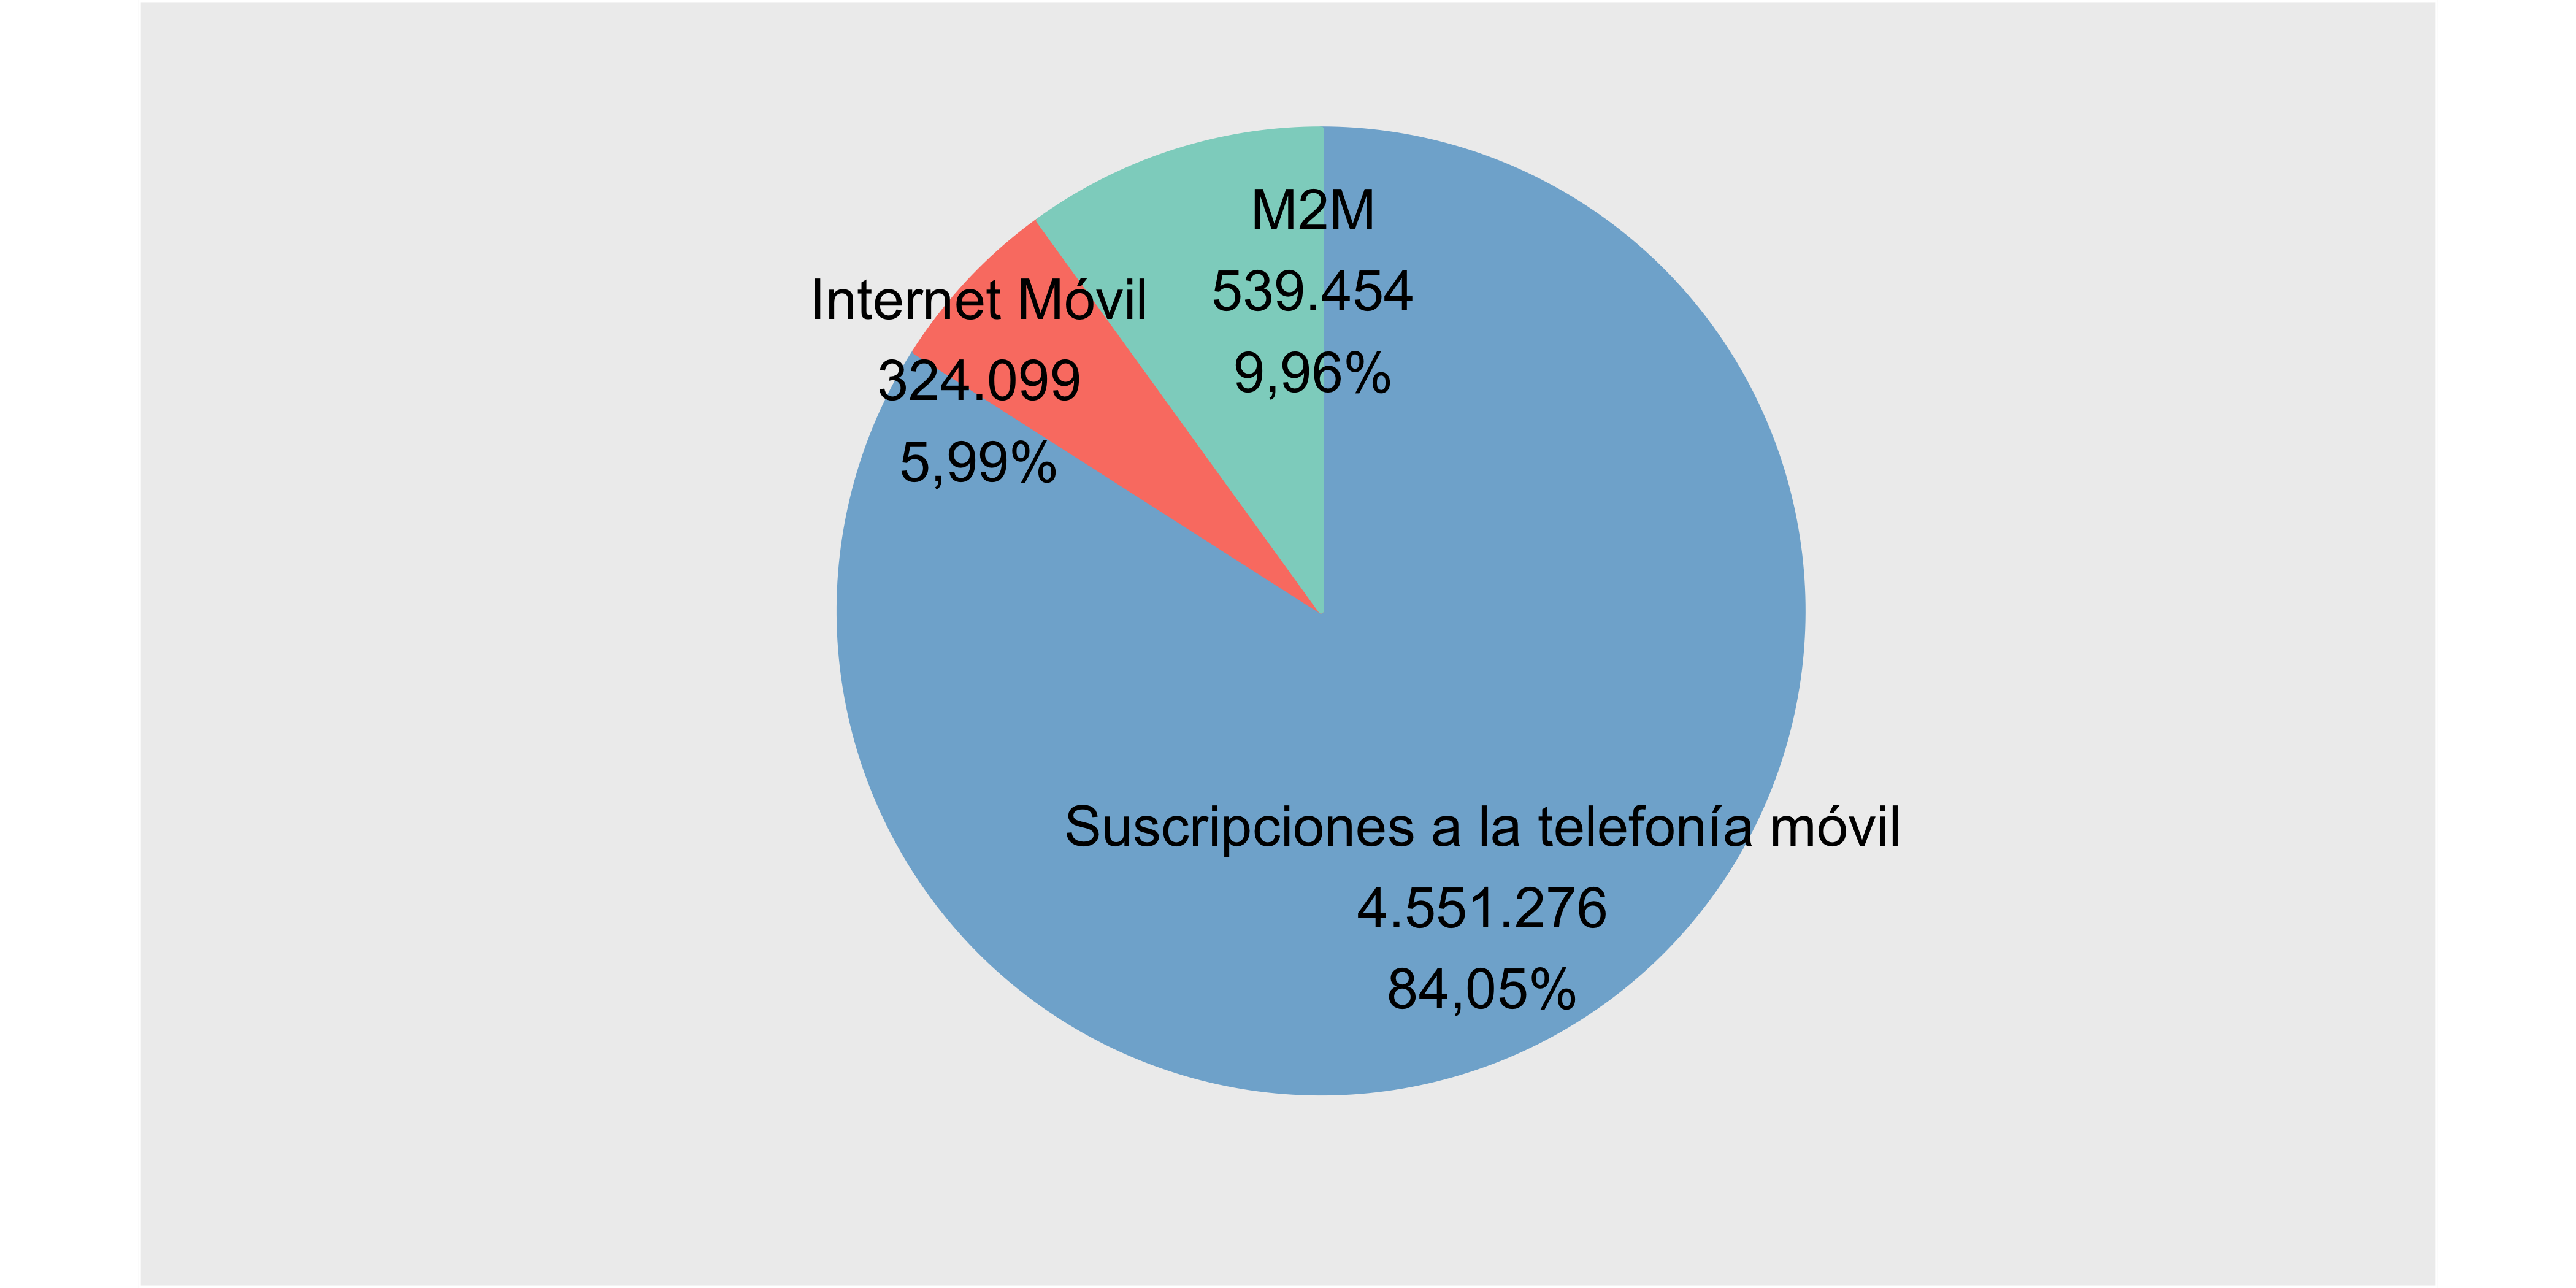 M2M
539.454
9,96%
Internet Móvil
324.099
5,99%
Suscripciones a la telefonía móvil
4.551.276
84,05%